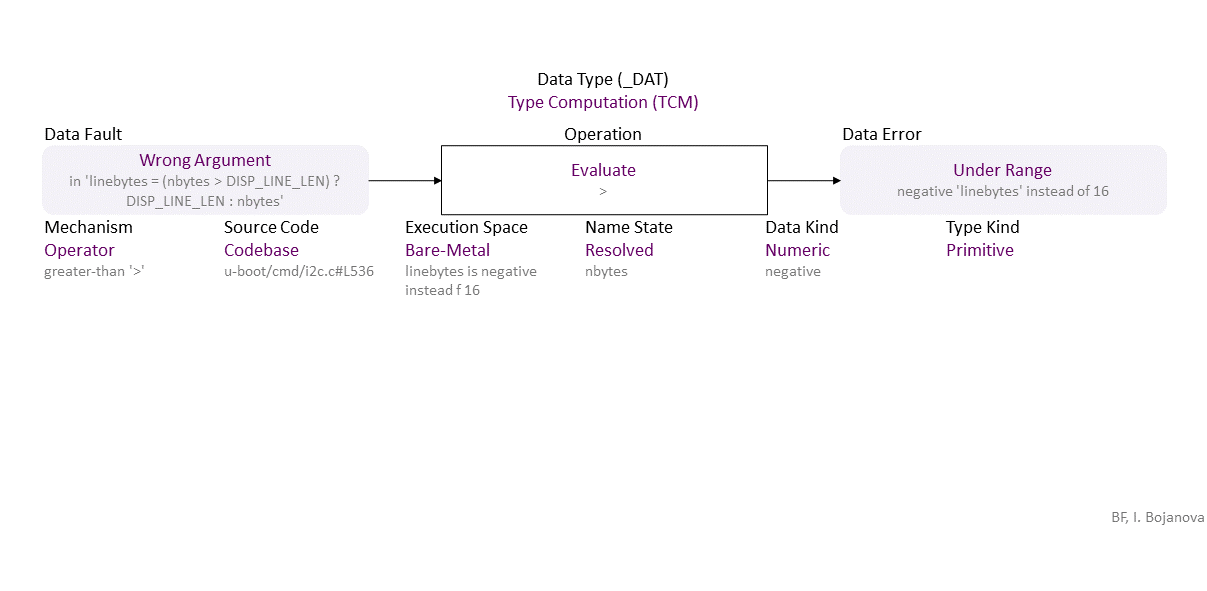 Data Type (_DAT)
Type Computation (TCM)
Data Fault
Operation
Data Error
Wrong Argument
in 'linebytes = (nbytes > DISP_LINE_LEN) ?
DISP_LINE_LEN : nbytes'
Evaluate
>
Under Range
negative 'linebytes' instead of 16
Mechanism
Operator
greater-than '>'
Source Code
Codebase
u-boot/cmd/i2c.c#L536
Execution Space
Bare-Metal
linebytes is negative
instead f 16
Name State
Resolved
nbytes
Data Kind
Numeric
negative
Type Kind
Primitive
BF, I. Bojanova